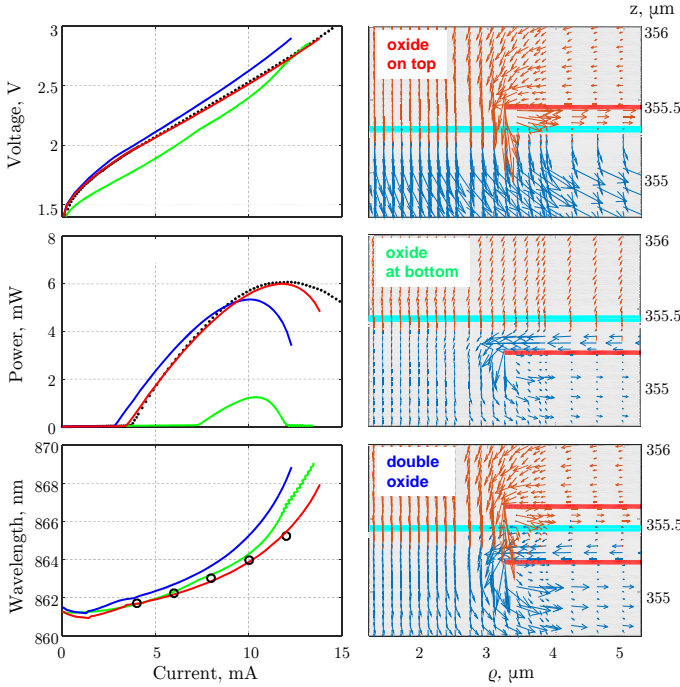 Voltage, V
3
2.5
2
1.5
Power, mW
8
6
4
2
0
Wavelength, nm
870
868
866
864
862
860
0
5
10
15
Current, mA
z, μm
oxide
on top
356
355.5
355
oxide
at bottom
356
355.5
355
double
oxide
356
355.5
355
2
3
4
5
ϱ, μm